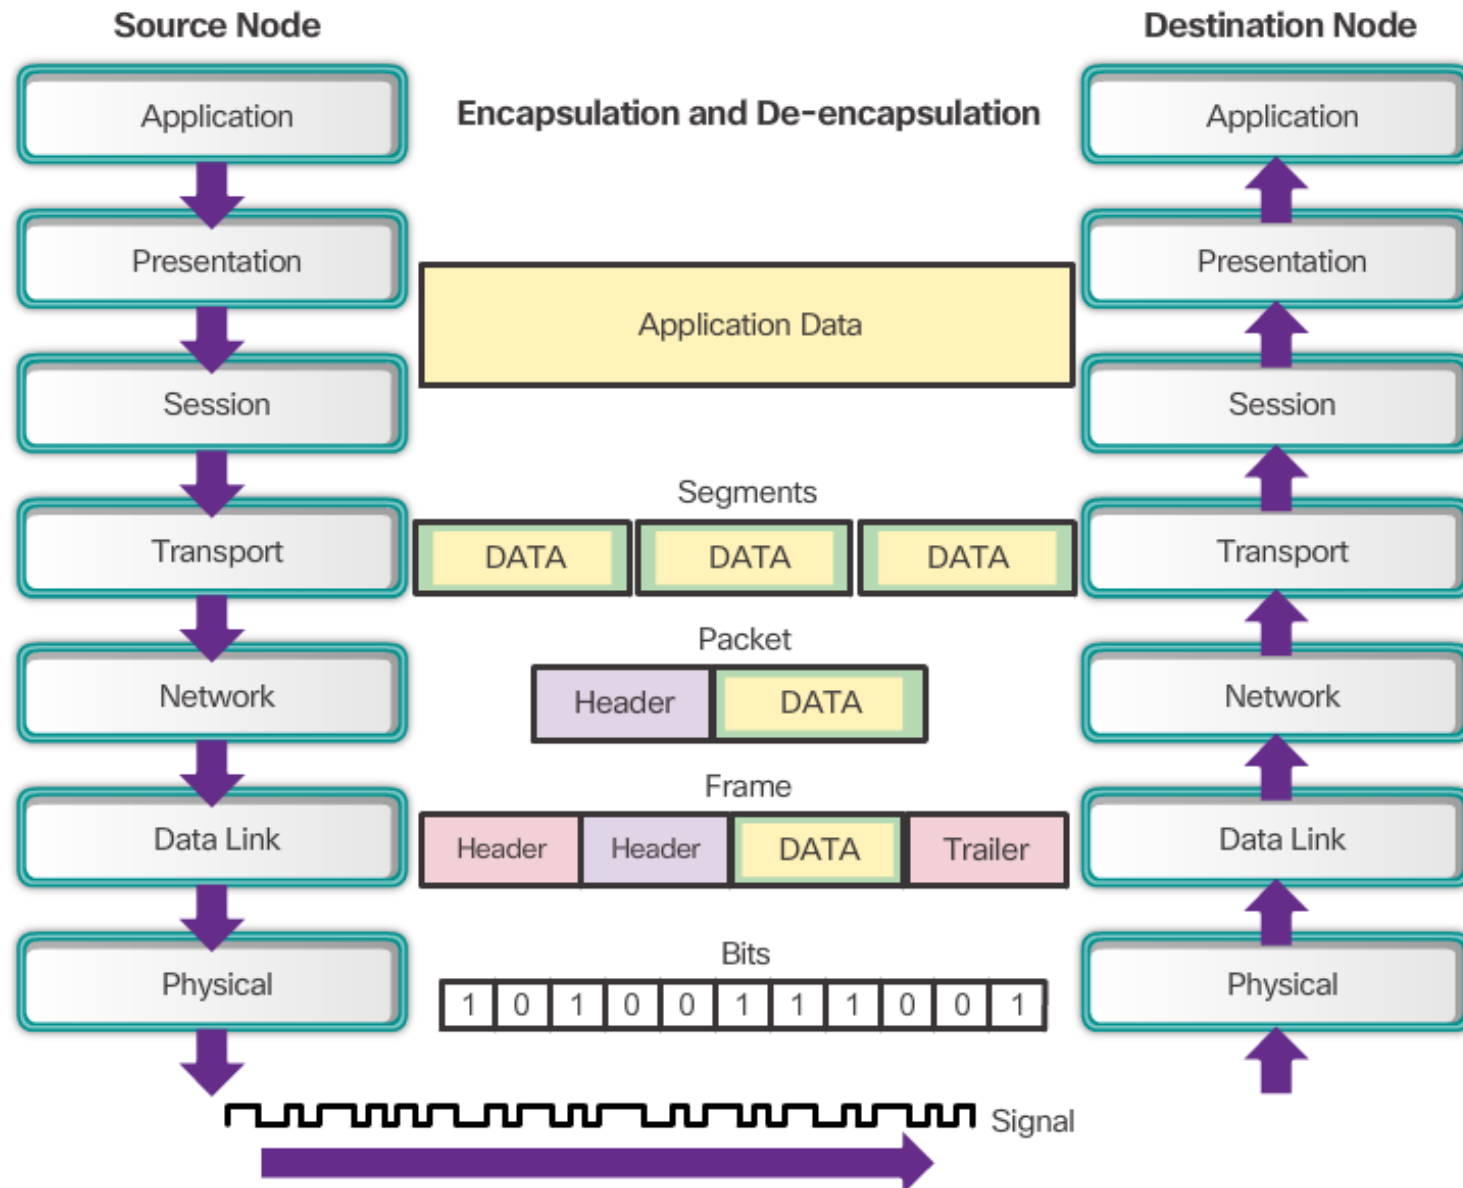 Source Node
Destination Node
Encapsulation and De-encapsulation
Application
Application
Presentation
Presentation
Application Data
Session
Session
Segments
Transport
DATA DATA DATA
Transport
Packet
Network
Header DATA
Network
Frame
Data Link
Header Header DATA Trailer
Data Link
Bits
Physical
1 0 1 0 0 1 1 1 0 0 1
Physical
Signal